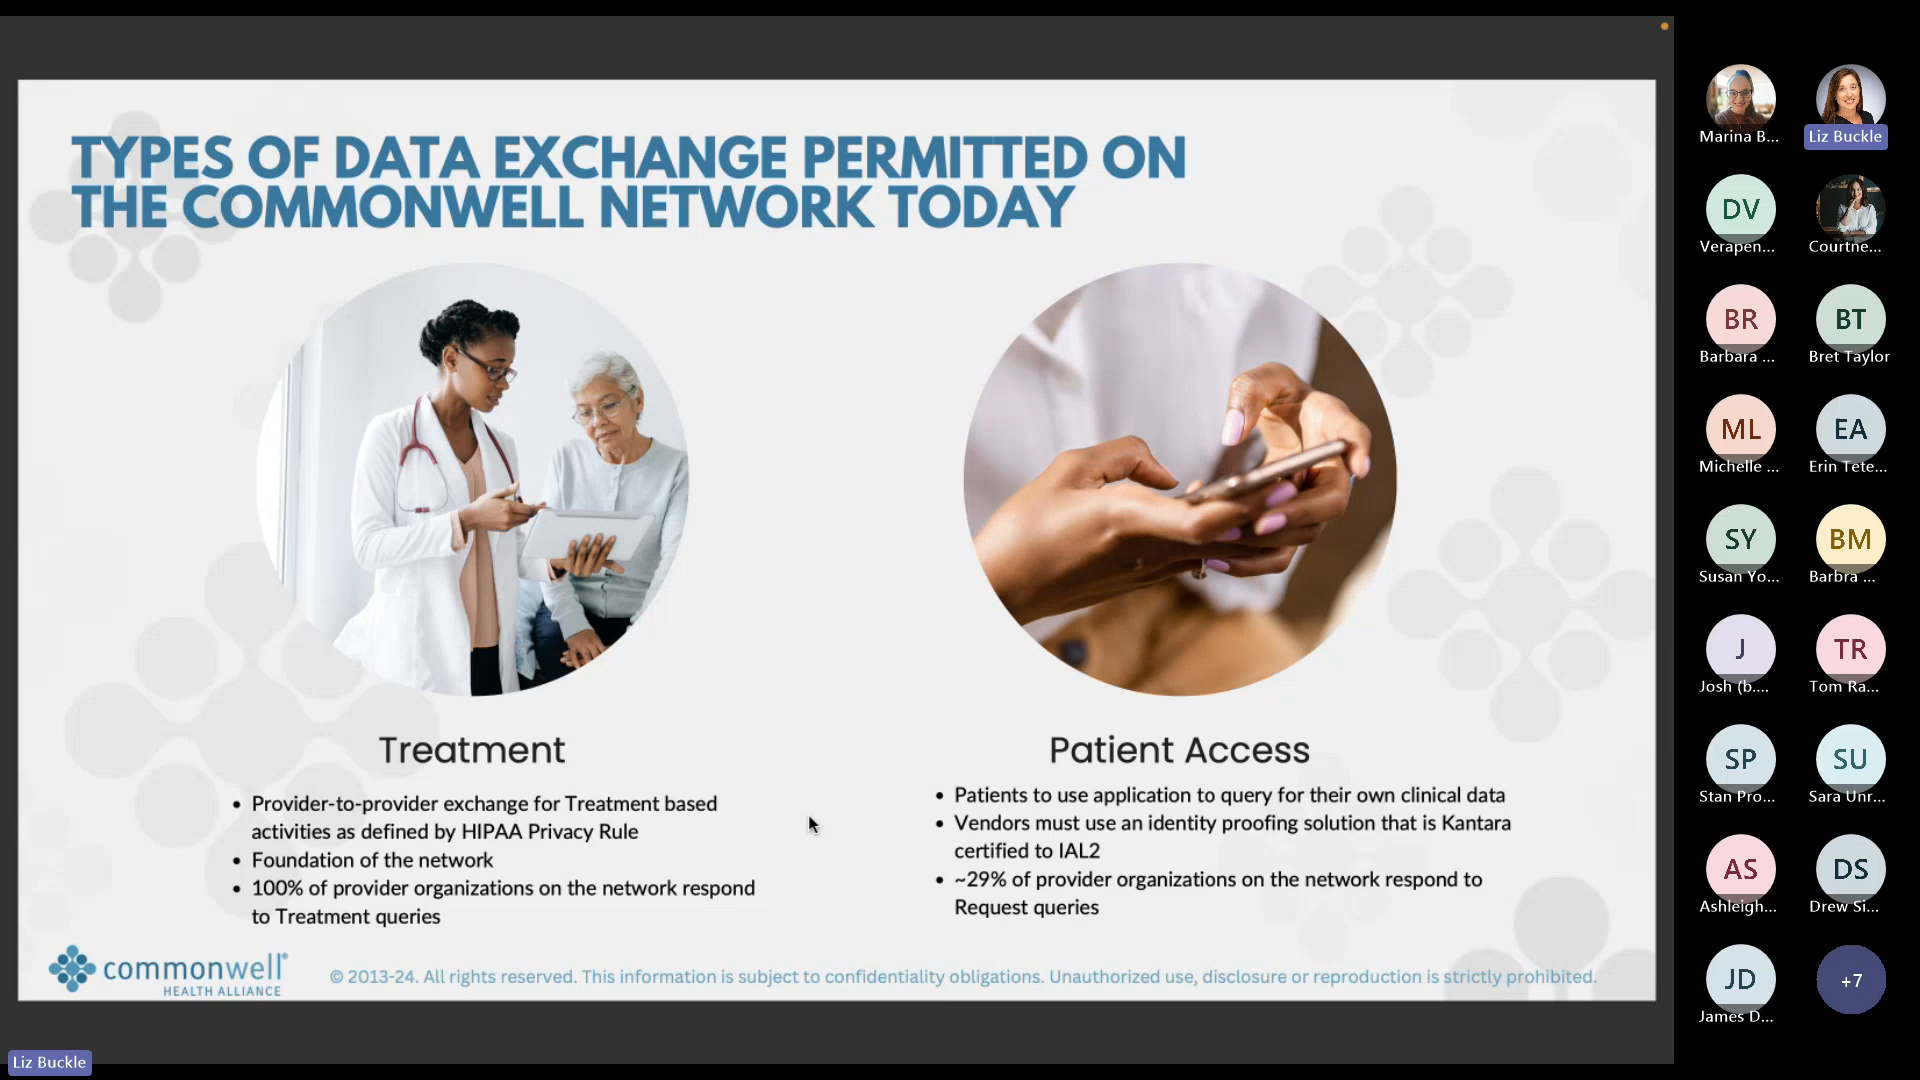 TYPES OF DATA EXCHANGE PERMITTED ON
THE COMMONWELL NETWORK TODAY
Treatment
• Provider-to-provider exchange for Treatment based
activities as defined by HIPAA Privacy Rule
• Foundation of the network
• 100% of provider organizations on the network respond
to Treatment queries
Patient Access
• Patients to use application to query for their own clinical data
• Vendors must use an identity proofing solution that is Kantara
certified to IAL2
• ~29% of provider organizations on the network respond to
Request queries
commonwell®
HEALTH ALLIANCE
© 2013-24. All rights reserved. This information is subject to confidentiality obligations. Unauthorized use, disclosure or reproduction is strictly prohibited.
Liz Buckle
Marina B...
Liz Buckle
DV
Verapen...
Courtne...
BR
Barbara ...
BT
Bret Taylor
ML
Michelle ...
EA
Erin Tete...
SY
Susan Yo...
BM
Barbra ...
J
Josh (b....
TR
Tom Ra...
SP
Stan Pro...
SU
Sara Unr...
AS
Ashleigh...
DS
Drew Si...
JD
James D...
+7